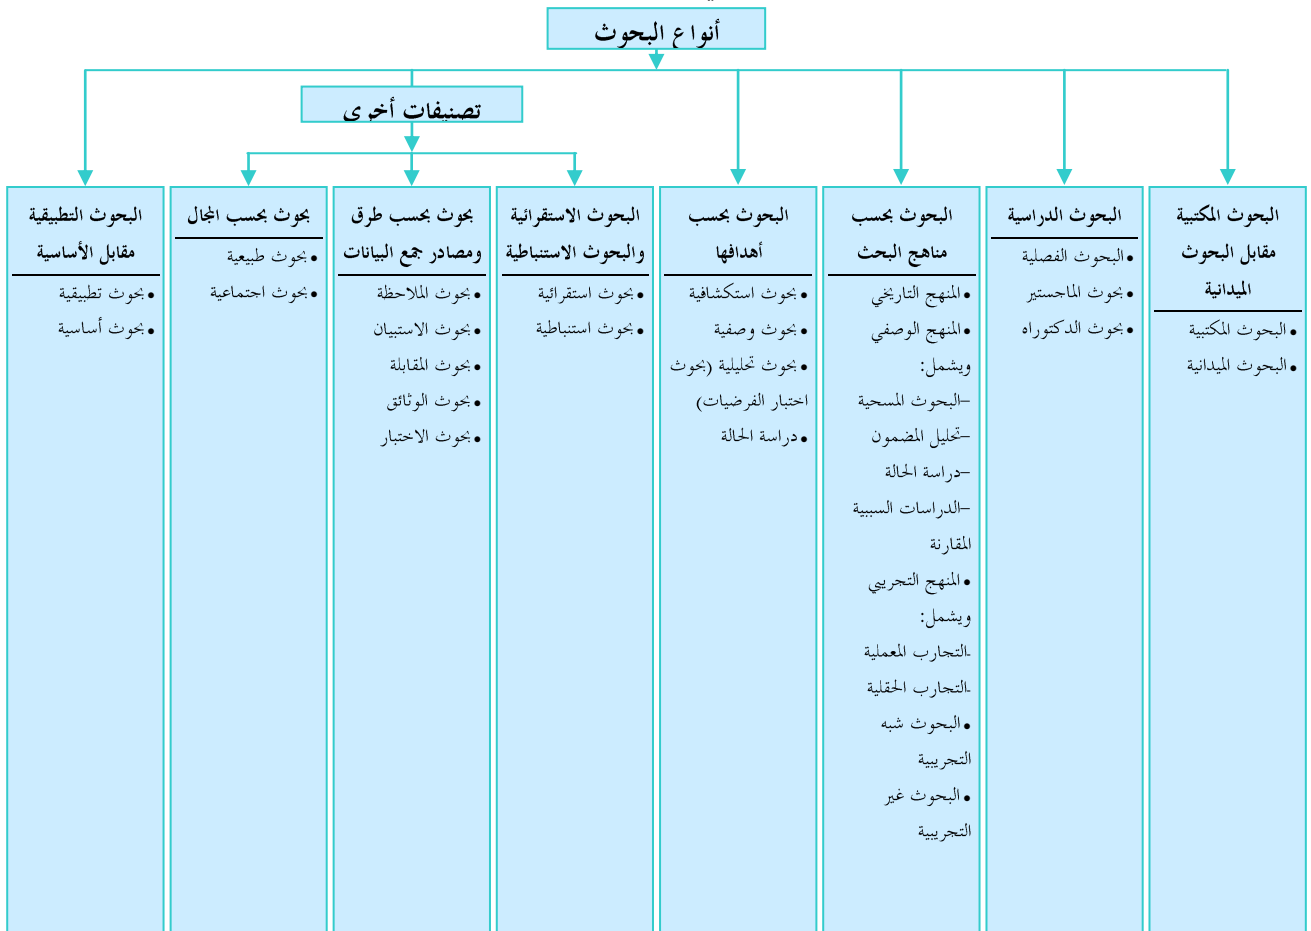 أنواع البحوث
تصنيفات أخرى
البحوث المكتبية
مقابل البحوث
الميدانية
•البحوث المكتبية
•البحوث الميدانية
البحوث الدراسية
•البحوث الفصلية
•بحوث الماجستير
•بحوث الدكتوراه
البحوث بحسب
مناهج البحث
•المنهج التاريخي
•المنهج الوصفي
ويشمل:
–البحوث المسحية
–تحليل المضمون
–دراسة الحالة
–الدراسات السببية
المقارنة
•المنهج التجريبي
ويشمل:
-التجارب المعملية
-التجارب الحقلية
•البحوث شبه
التجريبية
•البحوث غير
التجريبية
البحوث بحسب
أهدافها
•بحوث استكشافية
•بحوث وصفية
•بحوث تحليلية (بحوث
اختبار الفرضيات)
•دراسة الحالة
البحوث الاستقرائية
والبحوث الاستنباطية
•بحوث استقرائية
•بحوث استنباطية
بحوث بحسب طرق
ومصادر جمع البيانات
•بحوث الملاحظة
•بحوث الاستبيان
•بحوث المقابلة
•بحوث الوثائق
•بحوث الاختبار
بحوث بحسب المجال
•بحوث طبيعية
•بحوث اجتماعية
البحوث التطبيقية
مقابل الأساسية
•بحوث تطبيقية
•بحوث أساسية